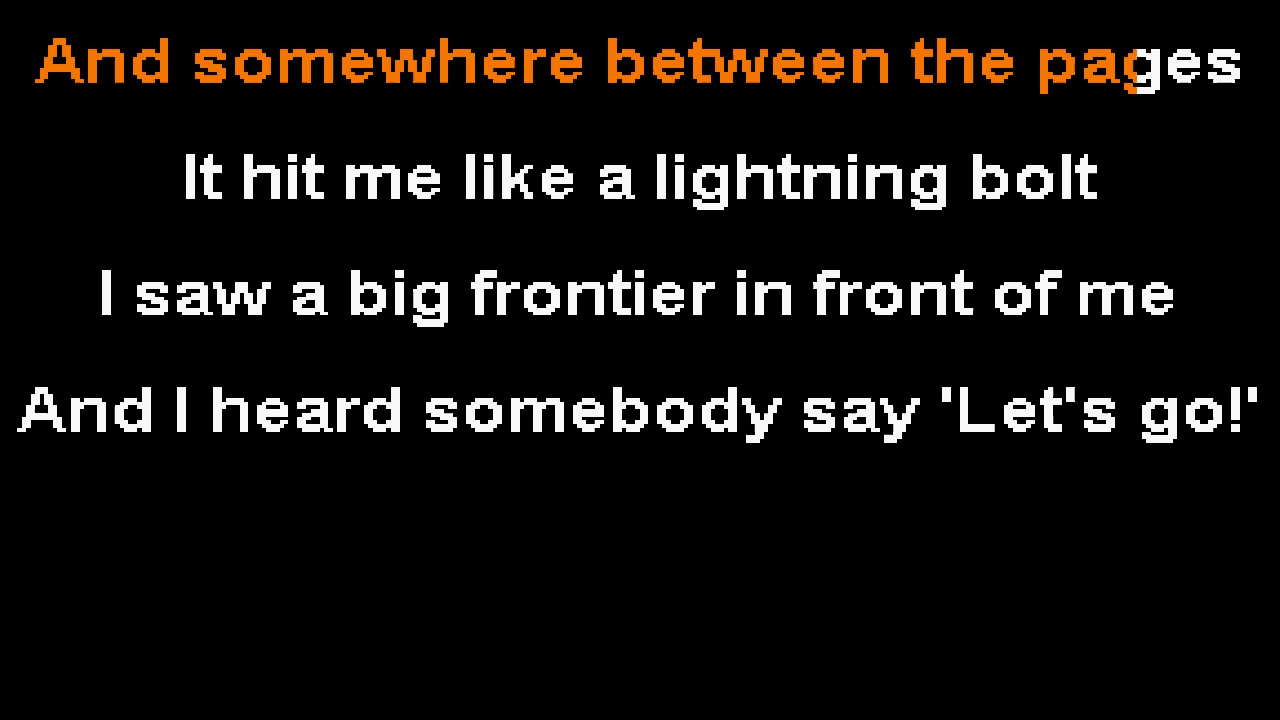 And somewhere between the pages
It hit me like a lightning bolt
I saw a big frontier in front of me
And I heard somebody say 'Let's go!'